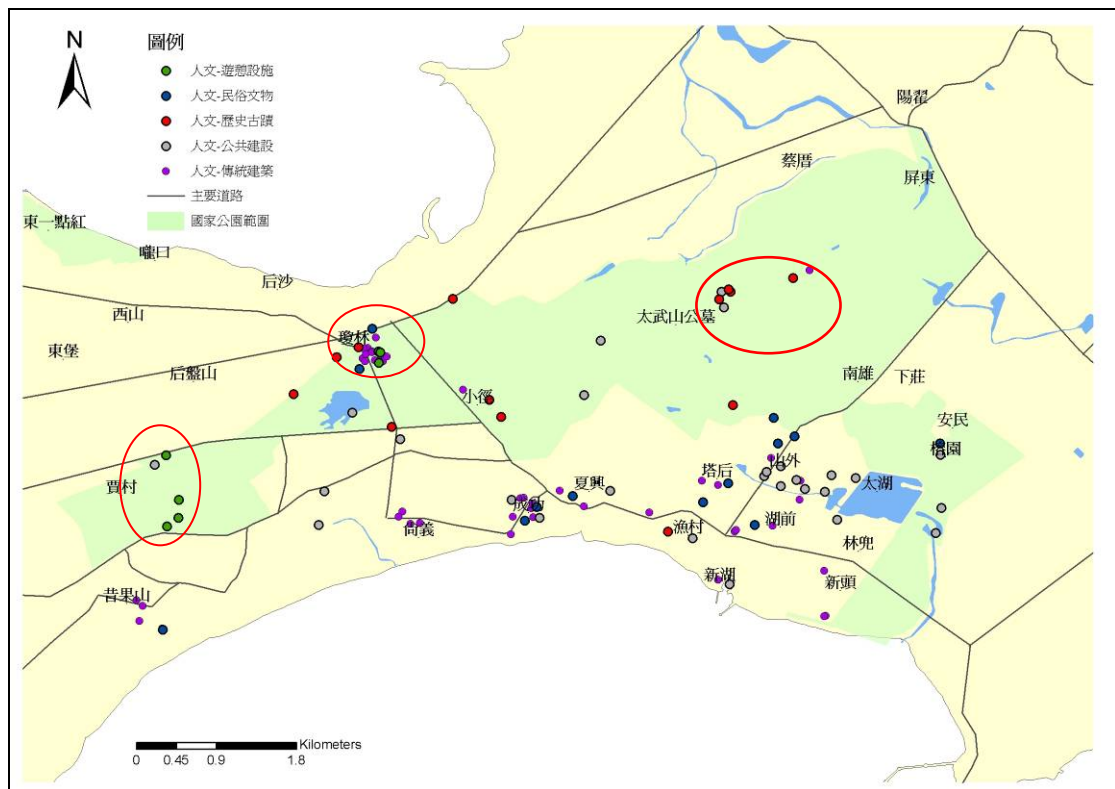 N
圖例
人文-遊憩設施
人文-民俗文物
人文-歷史古蹟
人文-公共建設
人文-傳統建築
主要道路
國家公園範圍
陽翟
蔡厝
屏東
東一點紅
嚨口
后沙
西山
瓊林
太武山公墓
東堡
后盤山
小徑
南雄
下莊
安民
植園
賈村
夏興
塔后
山外
太湖
成功
尚義
漁村
湖前
林兜
昔果山
新湖
新頭
Kilometers
0 0.45 0.9 1.8